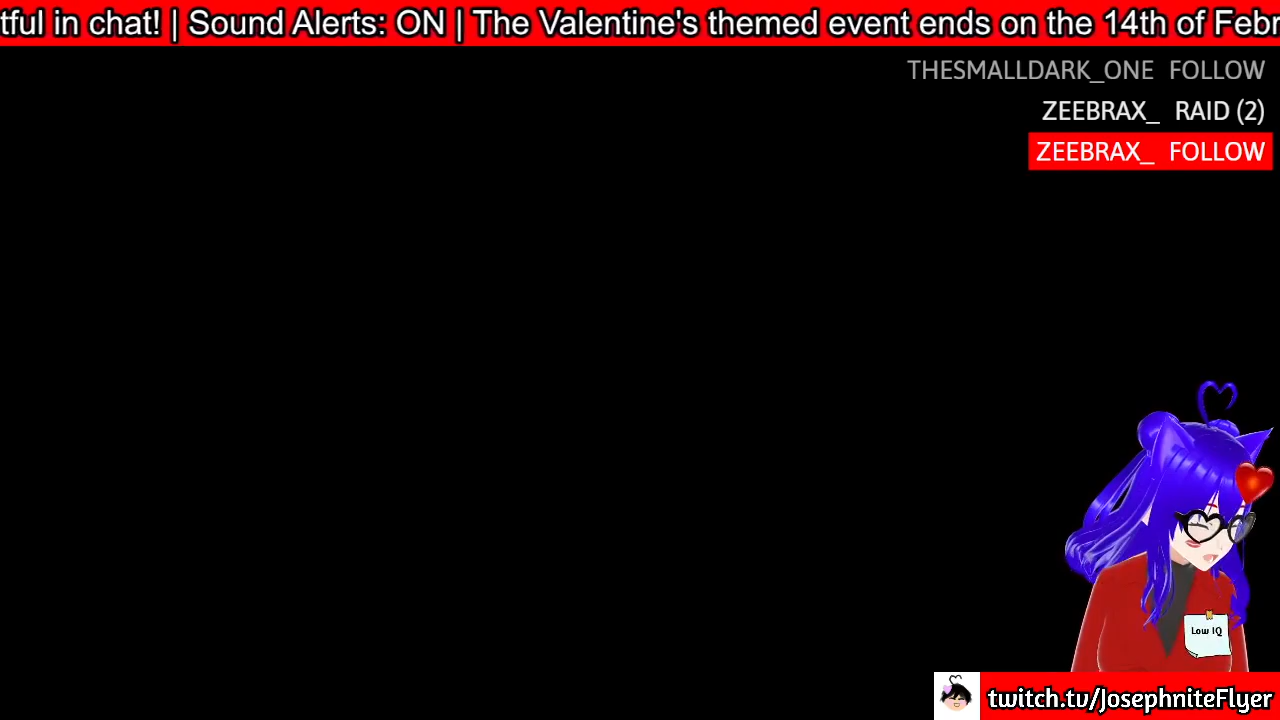 tful in chat! | Sound Alerts: ON | The Valentine's themed event ends on the 14th of Febr
THESMALLDARK_ONE FOLLOW
ZEEBRAX_ RAID (2)
ZEEBRAX_ FOLLOW
Low IQ
twitch.tv/JosephniteFlyer